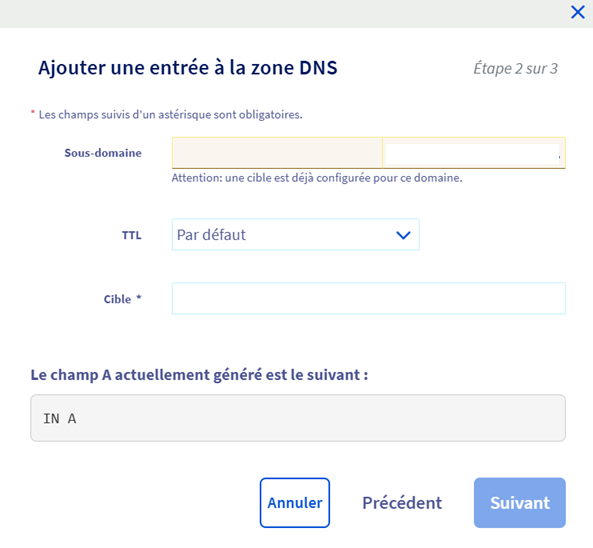 Ajouter une entrée à la zone DNS
Étape 2 sur 3
* Les champs suivis d'un astérisque sont obligatoires.
Sous-domaine
.
Attention: une cible est déjà configurée pour ce domaine.
TTL
Par défaut
Cible *
Le champ A actuellement généré est le suivant :
IN A
Annuler
Précédent
Suivant